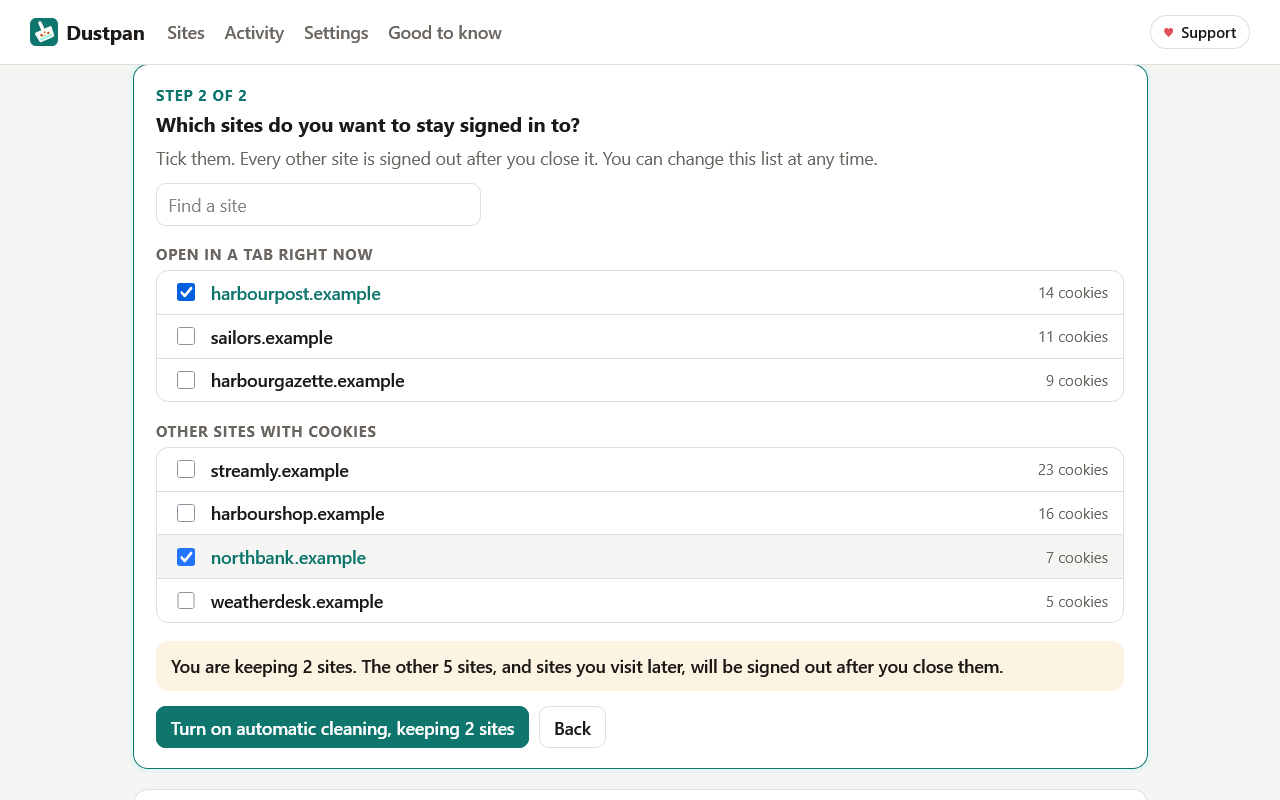 Dustpan Sites Activity Settings Good to know Support
STEP 2 OF 2
Which sites do you want to stay signed in to?
Tick them. Every other site is signed out after you close it. You can change this list at any time.
Find a site
OPEN IN A TAB RIGHT NOW
harbourpost.example 14 cookies
sailors.example 11 cookies
harbourgazette.example 9 cookies
OTHER SITES WITH COOKIES
streamly.example 23 cookies
harbourshop.example 16 cookies
northbank.example 7 cookies
weatherdesk.example 5 cookies
You are keeping 2 sites. The other 5 sites, and sites you visit later, will be signed out after you close them.
Turn on automatic cleaning, keeping 2 sites Back